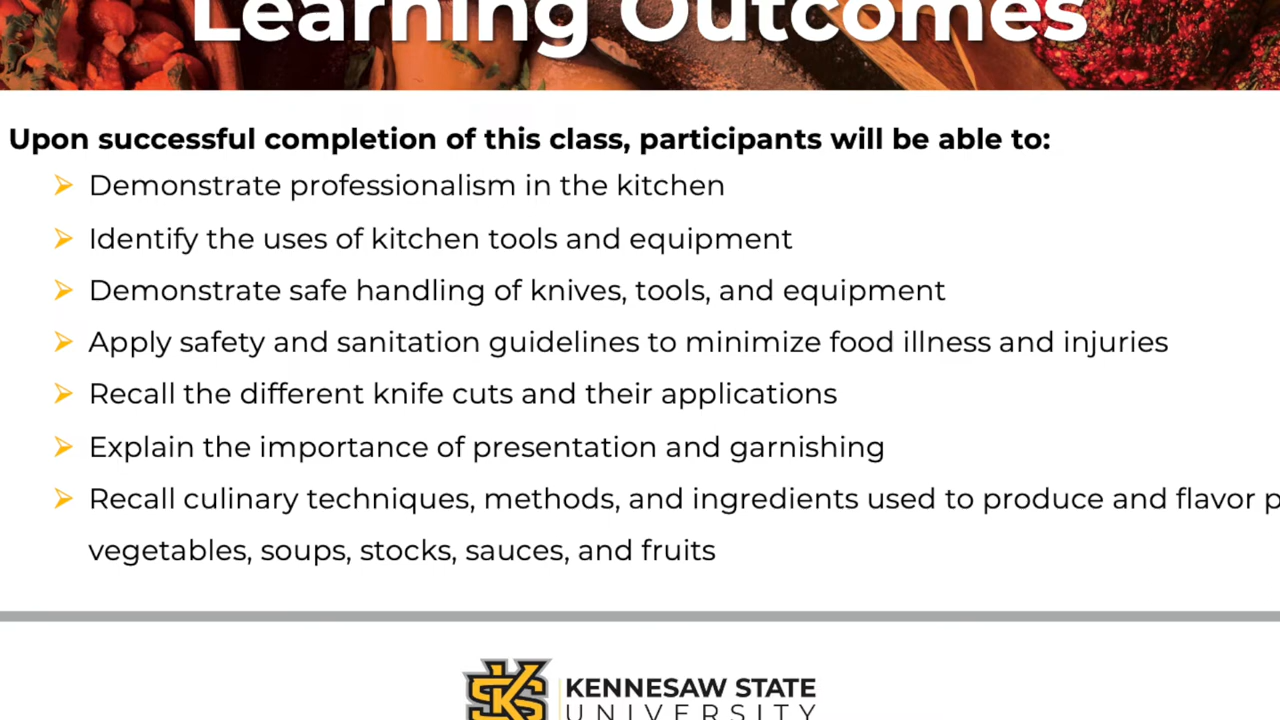 Learning Outcomes
Upon successful completion of this class, participants will be able to:
Demonstrate professionalism in the kitchen
Identify the uses of kitchen tools and equipment
Demonstrate safe handling of knives, tools, and equipment
Apply safety and sanitation guidelines to minimize food illness and injuries
Recall the different knife cuts and their applications
Explain the importance of presentation and garnishing
Recall culinary techniques, methods, and ingredients used to produce and flavor
vegetables, soups, stocks, sauces, and fruits
KS
KENNESAW STATE
UNIVERSITY